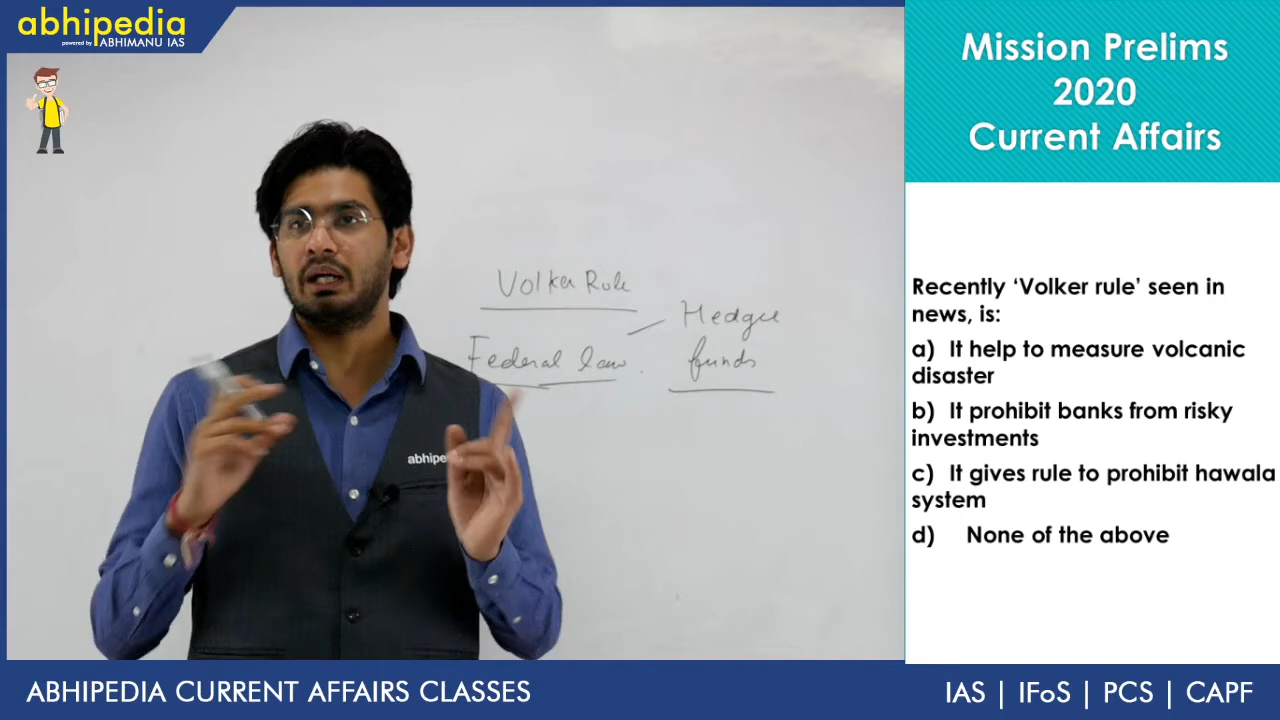 abhipedia
powered by ABHIMANU IAS
Mission Prelims
2020
Current Affairs
Volker Rule
Federal law.
Hedge
funds
abhipe
Recently ‘Volker rule’ seen in
news, is:
a) It help to measure volcanic
disaster
b) It prohibit banks from risky
investments
c) It gives rule to prohibit hawala
system
d) None of the above
ABHIPEDIA CURRENT AFFAIRS CLASSES
IAS | IFoS | PCS | CAPF